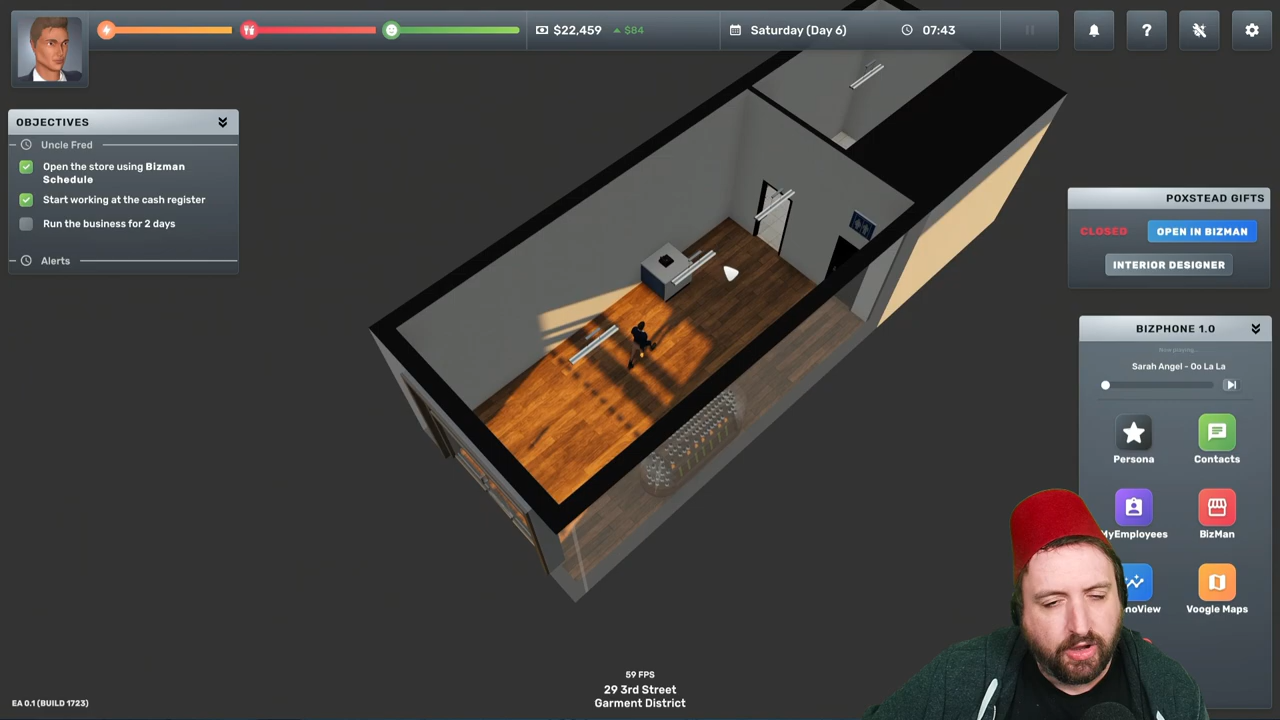 $22,459 $84
Saturday (Day 6)
07:43
?
OBJECTIVES
Uncle Fred
Open the store using Bizman
Schedule
Start working at the cash register
Run the business for 2 days
Alerts
POXSTEAD GIFTS
CLOSED
OPEN IN BIZMAN
INTERIOR DESIGNER
BIZPHONE 1.0
Now playing...
Sarah Angel - Oo La La
Persona
Contacts
MyEmployees
BizMan
noView
Voogle Maps
59 FPS
29 3rd Street
Garment District
EA 0.1 (BUILD 1723)